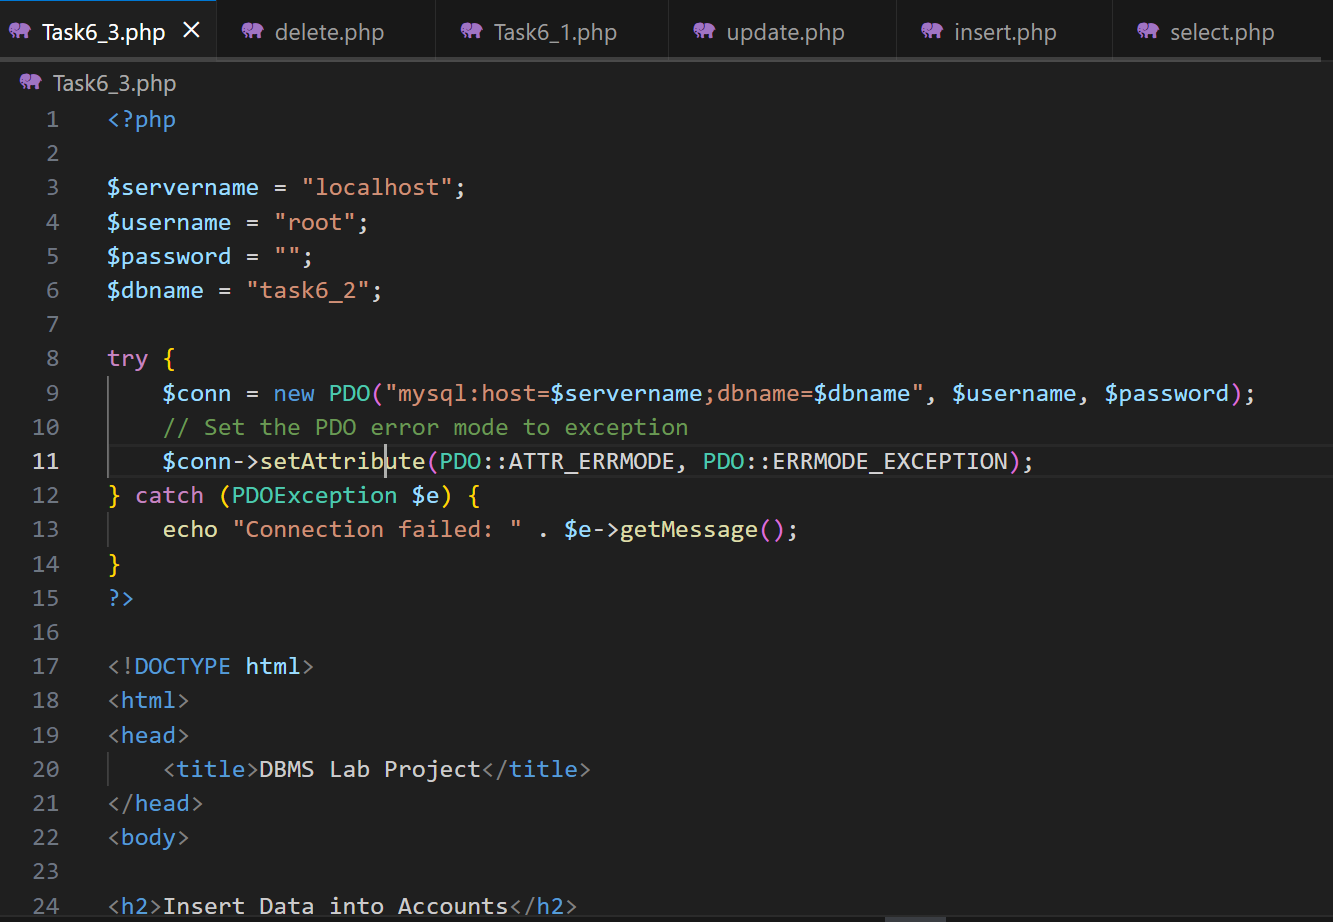 Task6_3.php delete.php Task6_1.php update.php insert.php select.php
Task6_3.php
1 <?php
2
3 $servername = "localhost";
4 $username = "root";
5 $password = "";
6 $dbname = "task6_2";
7
8 try {
9     $conn = new PDO("mysql:host=$servername;dbname=$dbname", $username, $password);
10     // Set the PDO error mode to exception
11     $conn->setAttribute(PDO::ATTR_ERRMODE, PDO::ERRMODE_EXCEPTION);
12 } catch (PDOException $e) {
13     echo "Connection failed: " . $e->getMessage();
14 }
15 ?>
16
17 <!DOCTYPE html>
18 <html>
19 <head>
20     <title>DBMS Lab Project</title>
21 </head>
22 <body>
23
24 <h2>Insert Data into Accounts</h2>